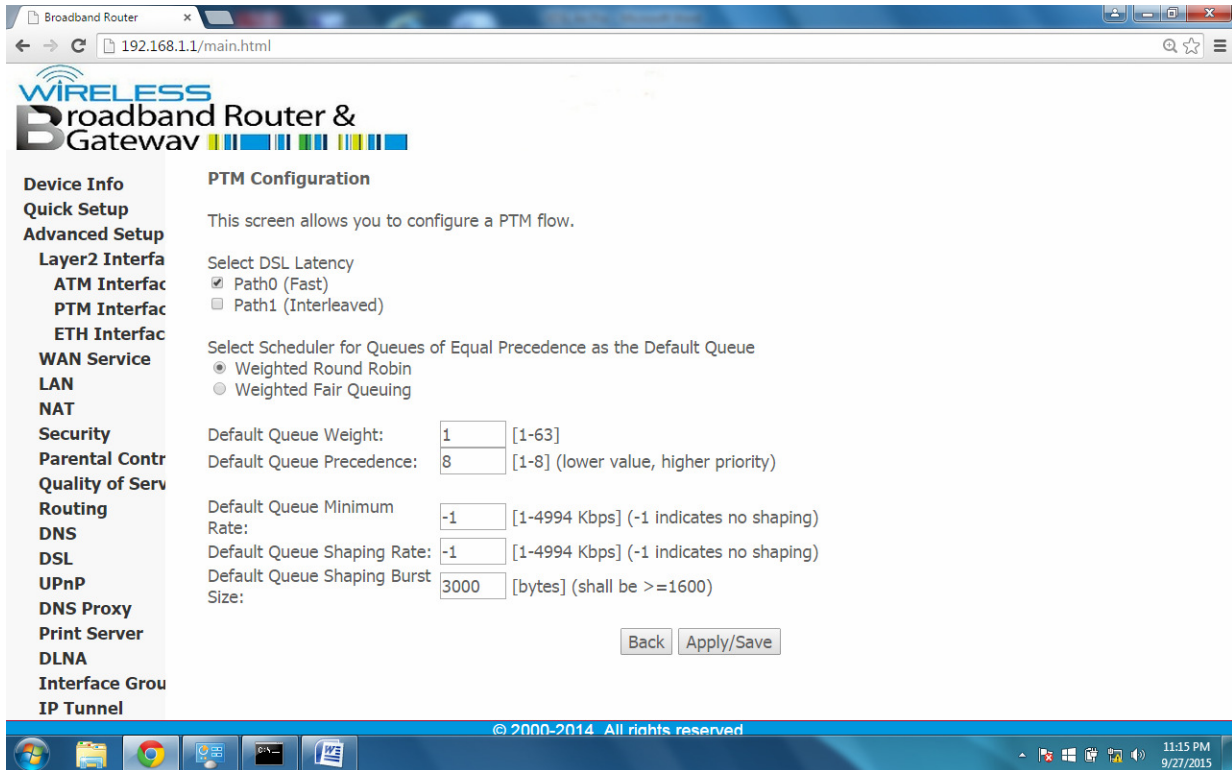 Broadband Router
192.168.1.1/main.html
WiRELESS
Broadband Router &
Gateway
Device Info
Quick Setup
Advanced Setup
Layer2 Interfa
ATM Interfac
PTM Interfac
ETH Interfac
WAN Service
LAN
NAT
Security
Parental Contr
Quality of Serv
Routing
DNS
DSL
UPnP
DNS Proxy
Print Server
DLNA
Interface Grou
IP Tunnel
PTM Configuration
This screen allows you to configure a PTM flow.
Select DSL Latency
Path0 (Fast)
Path1 (Interleaved)
Select Scheduler for Queues of Equal Precedence as the Default Queue
Weighted Round Robin
Weighted Fair Queuing
Default Queue Weight: 1 [1-63]
Default Queue Precedence: 8 [1-8] (lower value, higher priority)
Default Queue Minimum
Rate: -1 [1-4994 Kbps] (-1 indicates no shaping)
Default Queue Shaping Rate: -1 [1-4994 Kbps] (-1 indicates no shaping)
Default Queue Shaping Burst
Size: 3000 [bytes] (shall be >=1600)
Back Apply/Save
© 2000-2014 All rights reserved
11:15 PM
9/27/2015